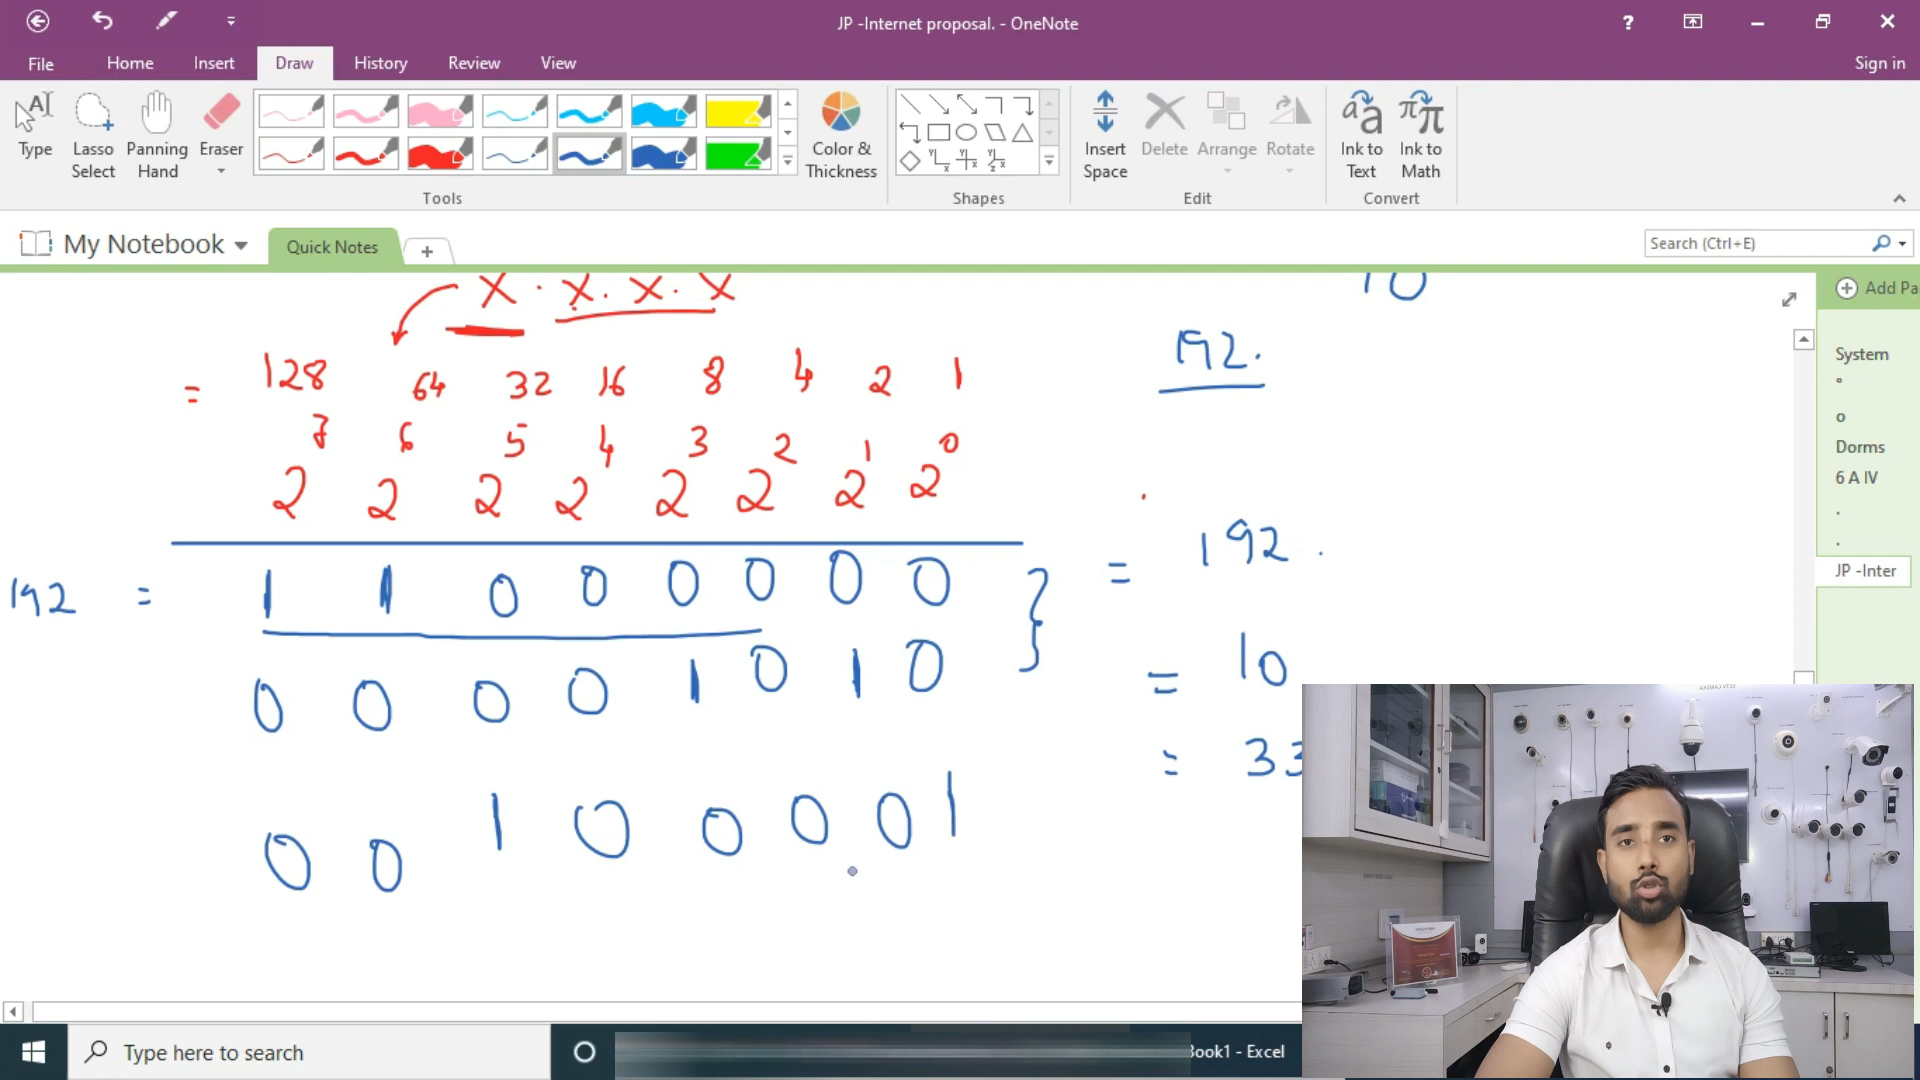 JP -Internet proposal. - OneNote
?
File Home Insert Draw History Review View Sign in
Type
Lasso
Select
Panning
Hand
Eraser
Color &
Thickness
Insert
Space
Delete
Arrange
Rotate
Ink to
Text
Ink to
Math
Tools
Shapes
Edit
Convert
My Notebook
Quick Notes
Search (Ctrl+E)
Add Pa
System
o
Dorms
6 A IV
.
.
JP -Inter
x . x . x . x
10
192.
= 128 64 32 16 8 4 2 1
2^7 2^6 2^5 2^4 2^3 2^2 2^1 2^0
192 = 1 1 0 0 0 0 0 0 } = 192.
0 0 0 0 1 0 1 0 = 10
0 0 1 0 0 0 0 1 = 33
Type here to search
Book1 - Excel